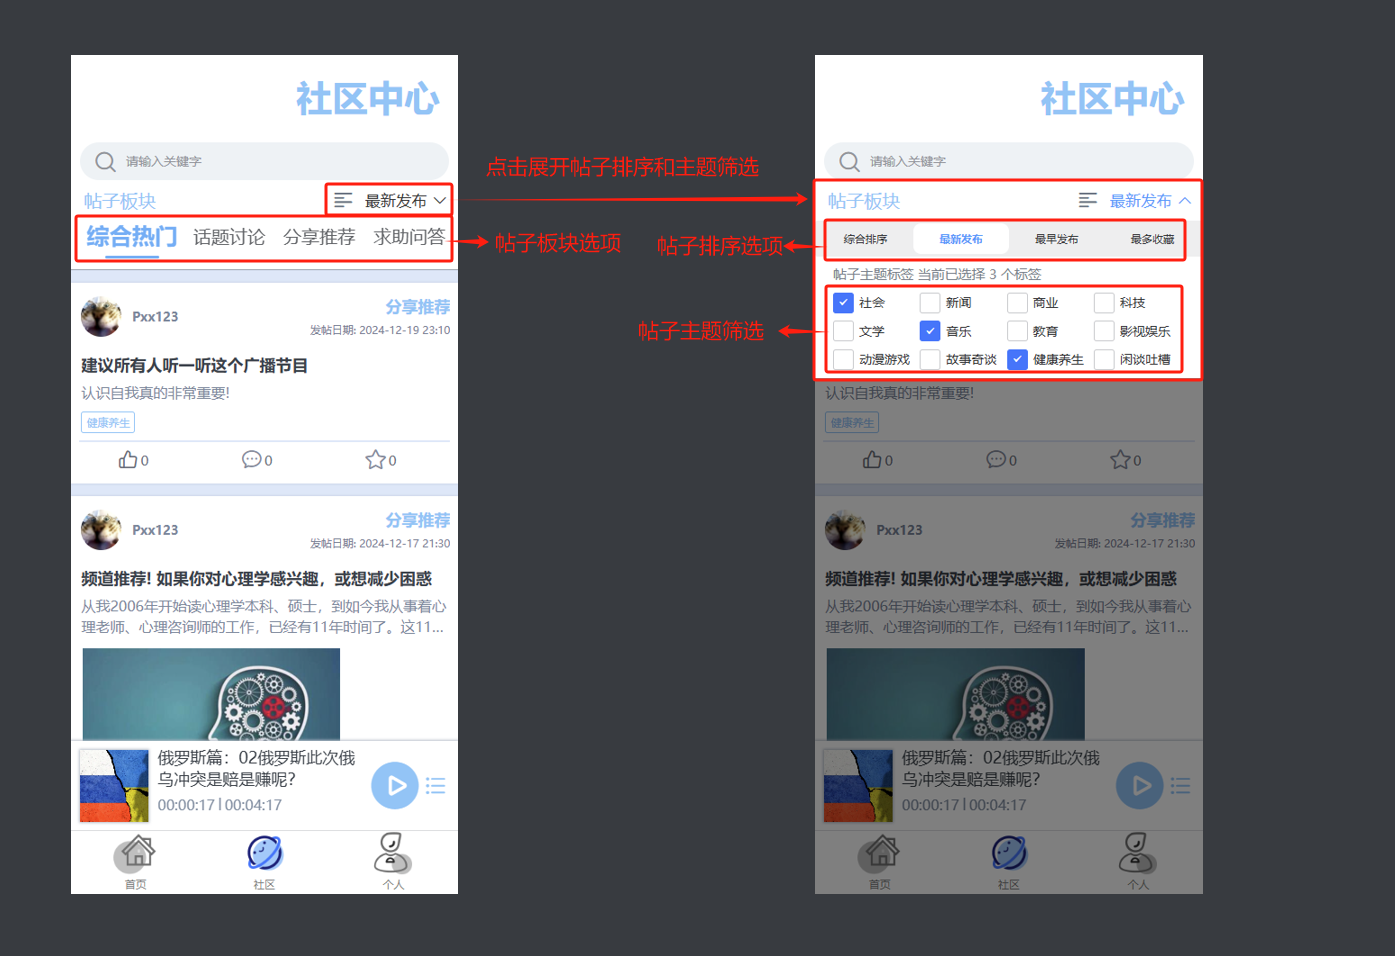 社区中心
请输入关键字
帖子板块
最新发布
综合热门
话题讨论
分享推荐
求助问答
Pxx123
分享推荐
发帖日期: 2024-12-19 23:10
建议所有人听一听这个广播节目
认识自我真的非常重要!
健康养生
0
0
0
Pxx123
分享推荐
发帖日期: 2024-12-17 21:30
频道推荐! 如果你对心理学感兴趣，或想减少困惑
从我2006年开始读心理学本科、硕士，到如今我从事着心
理老师、心理咨询师的工作，已经有11年时间了。这11...
俄罗斯篇：02俄罗斯此次俄
乌冲突是赔是赚呢？
00:00:17 | 00:04:17
首页
社区
个人
点击展开帖子排序和主题筛选
帖子板块选项
帖子排序选项
帖子主题筛选
社区中心
请输入关键字
帖子板块
最新发布
综合排序
最新发布
最早发布
最多收藏
帖子主题标签 当前已选择 3 个标签
社会
新闻
商业
科技
文学
音乐
教育
影视娱乐
动漫游戏
故事奇谈
健康养生
闲谈吐槽
认识自我真的非常重要!
健康养生
0
0
0
Pxx123
分享推荐
发帖日期: 2024-12-17 21:30
频道推荐! 如果你对心理学感兴趣，或想减少困惑
从我2006年开始读心理学本科、硕士，到如今我从事着心
理老师、心理咨询师的工作，已经有11年时间了。这11...
俄罗斯篇：02俄罗斯此次俄
乌冲突是赔是赚呢？
00:00:17 | 00:04:17
首页
社区
个人